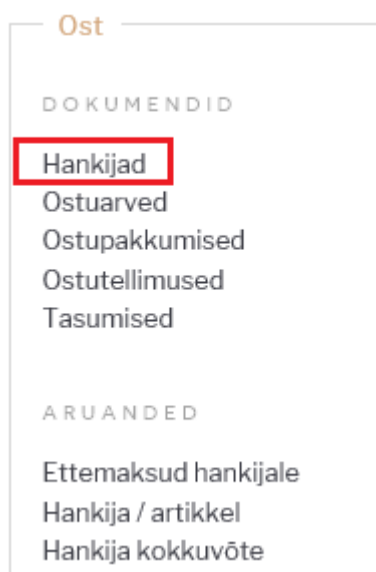 Ost
DOKUMENDID
Hankijad
Ostuarved
Ostupakkumised
Ostutellimused
Tasumised
ARUANDED
Ettemaksud hankijale
Hankija / artikkel
Hankija kokkuvõte